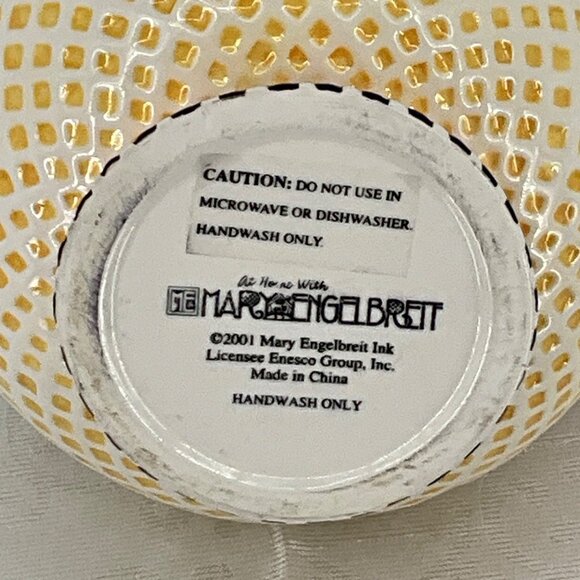 CAUTION: DO NOT USE IN
MICROWAVE OR DISHWASHER.
HANDWASH ONLY.
At Home With
ME MARY ENGELBREIT
©2001 Mary Engelbreit Ink
Licensee Enesco Group, Inc.
Made in China
HANDWASH ONLY